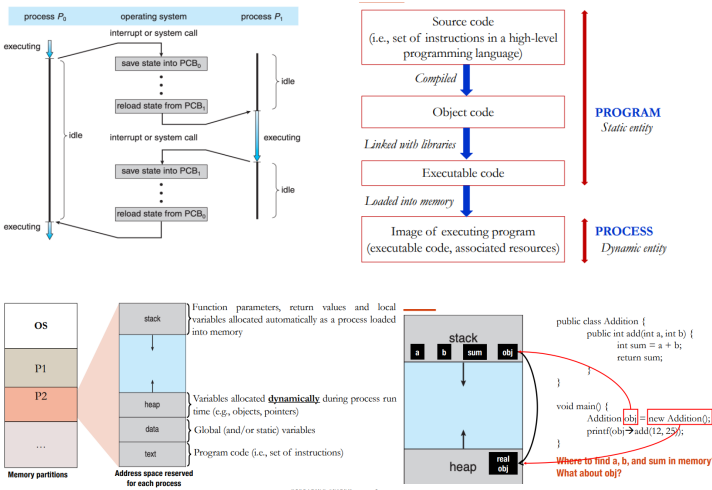 process P0
operating system
process P1
interrupt or system call
executing
save state into PCB0
idle
reload state from PCB1
idle
interrupt or system call
executing
save state into PCB1
idle
reload state from PCB0
executing
Source code
(i.e., set of instructions in a high-level
programming language)
Compiled
Object code
Linked with libraries
Executable code
Loaded into memory
Image of executing program
(executable code, associated resources)
PROGRAM
Static entity
PROCESS
Dynamic entity
OS
P1
P2
...
Memory partitions
stack
heap
data
text
Address space reserved
for each process
Function parameters, return values and local
variables allocated automatically as a process loaded
into memory
Variables allocated dynamically during process run
time (e.g., objects, pointers)
Global (and/or static) variables
Program code (i.e., set of instructions)
stack
a b sum obj
heap
real
obj
public class Addition {
public int add(int a, int b) {
int sum = a + b;
return sum;
}
}
void main() {
Addition obj = new Addition();
printf(obj→add(12, 25));
}
Where to find a, b, and sum in memory?
What about obj?